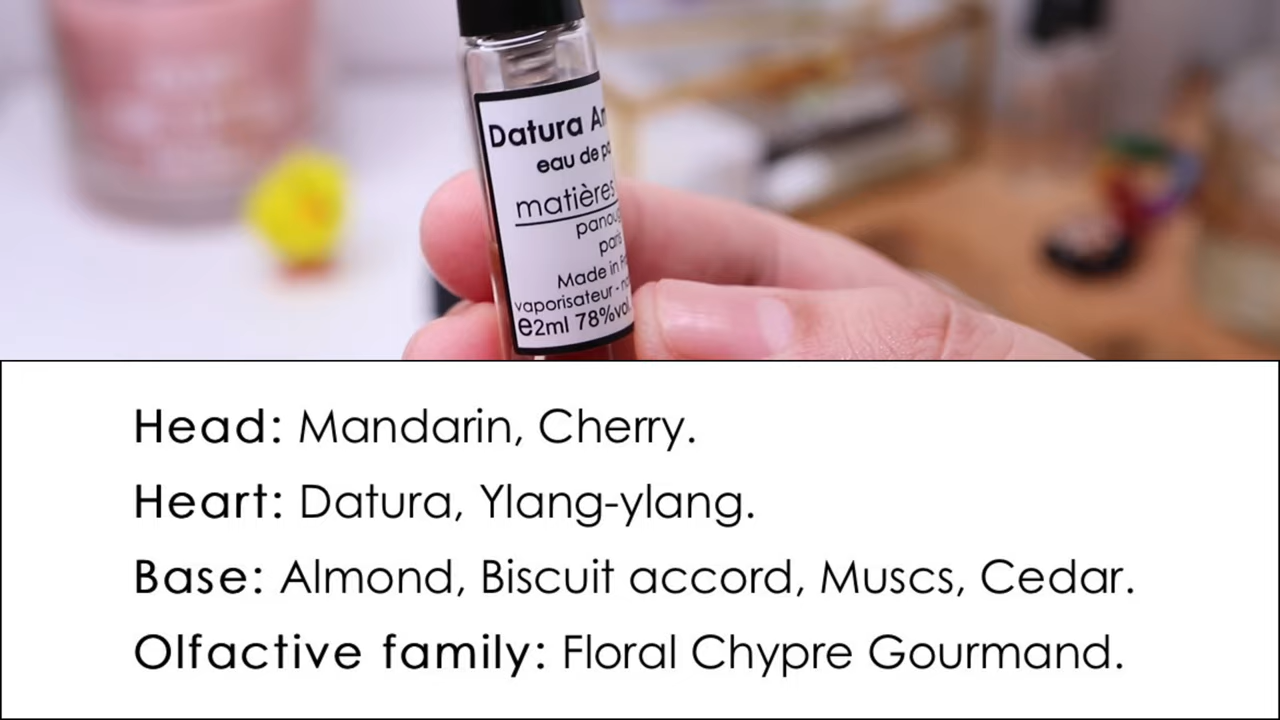 Datura
eau de
matières
Made in
vaporisateur -
e2ml 78%vol
Head: Mandarin, Cherry.
Heart: Datura, Ylang-ylang.
Base: Almond, Biscuit accord, Muscs, Cedar.
Olfactive family: Floral Chypre Gourmand.